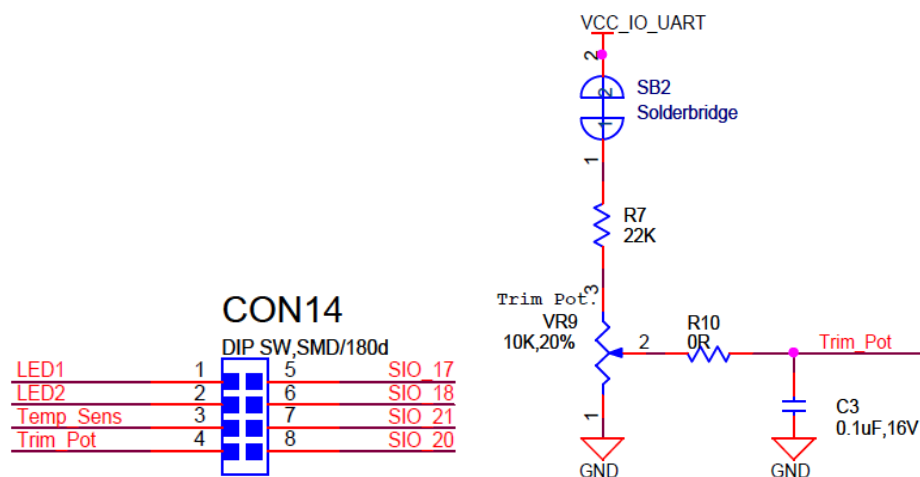 VCC_IO_UART
2
2
SB2
1
Solderbridge
1
R7
22K
3
Trim Pot.
VR9
10K,20%
2
R10
0R
Trim_Pot
1
C3
0.1uF,16V
GND
GND
CON14
DIP SW,SMD/180d
LED1 1 5 SIO_17
LED2 2 6 SIO_18
Temp_Sens 3 7 SIO_21
Trim_Pot 4 8 SIO_20